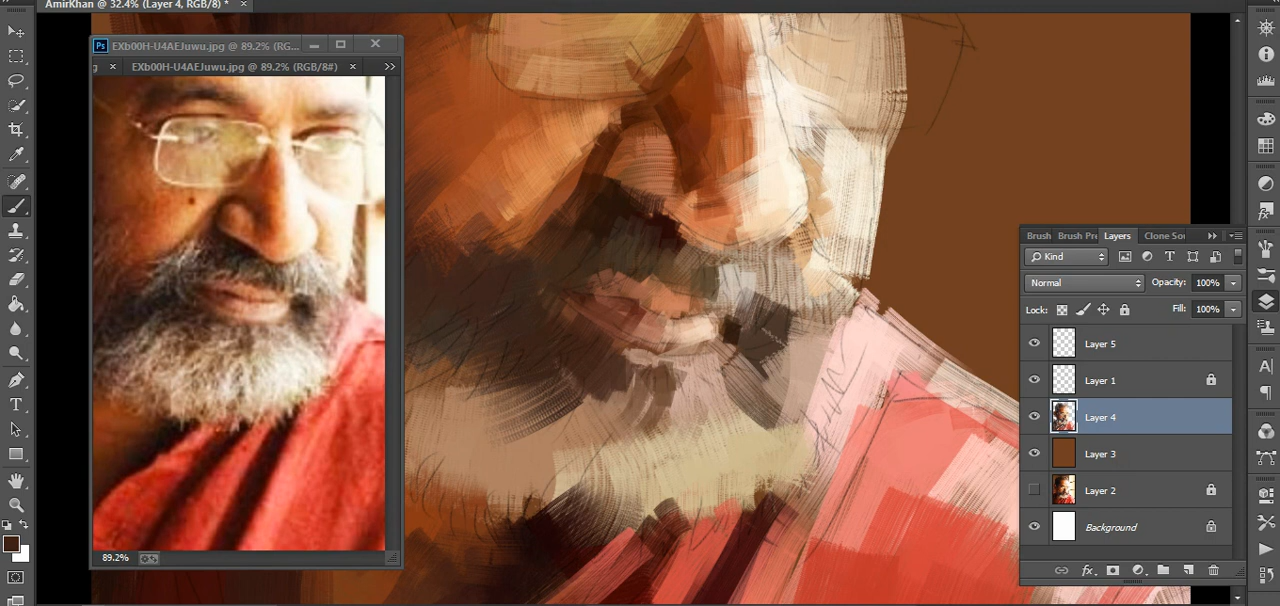 AmirKhan @ 32.4% (Layer 4, RGB/8) * ×
Ps EXb00H-U4AEJuwu.jpg @ 89.2% (RG...
g × EXb00H-U4AEJuwu.jpg @ 89.2% (RGB/8#) × >>
89.2%
Brush Brush Pre Layers Clone Sou >>
Kind
Normal Opacity: 100%
Lock: Fill: 100%
Layer 5
Layer 1
Layer 4
Layer 3
Layer 2
Background
fx